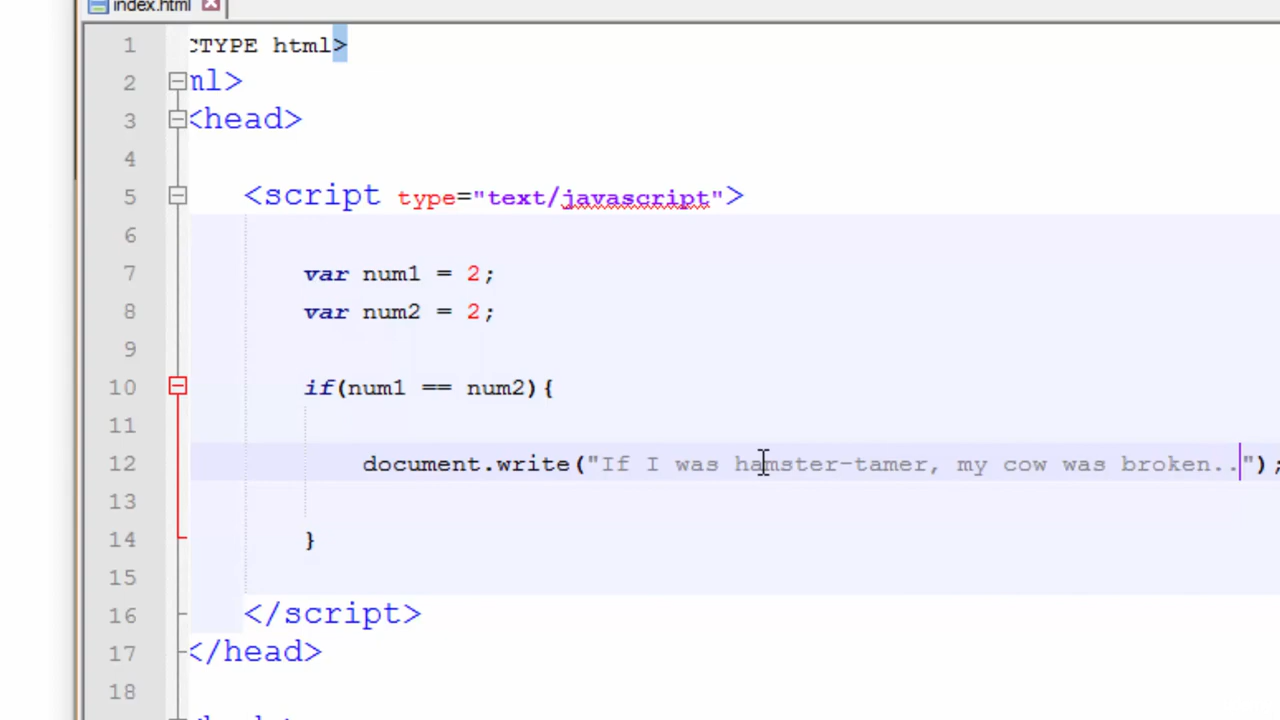 index.html
1 CTYPE html>
2 ml>
3 <head>
4
5 <script type="text/javascript">
6
7 var num1 = 2;
8 var num2 = 2;
9
10 if(num1 == num2){
11
12 document.write("If I was hamster-tamer, my cow was broken..");
13
14 }
15
16 </script>
17 </head>
18